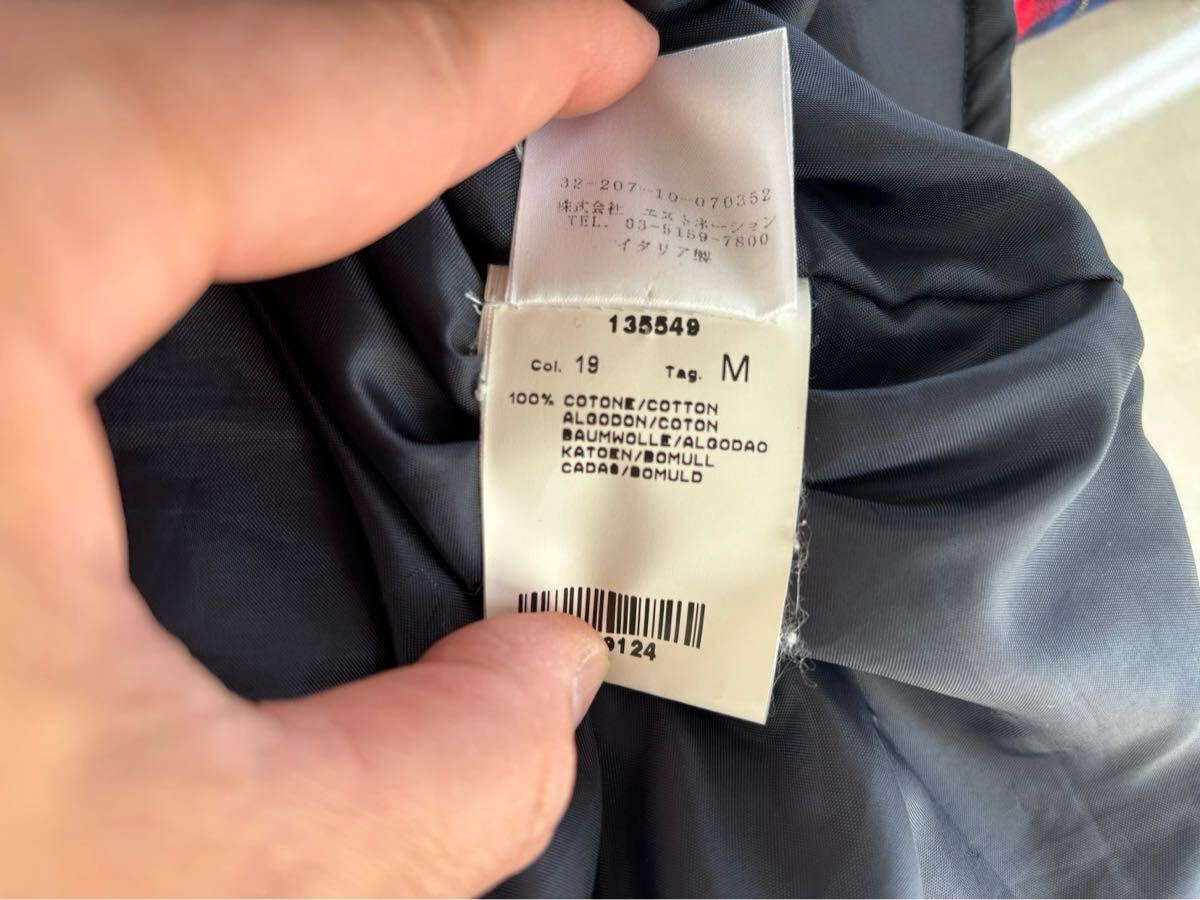 32-207-10-070352
株式会社 エストネーション
TEL. 03-5159-7800
イタリア製
135549
Col. 19 Tag. M
100% COTONE/COTTON
ALGODON/COTON
BAUMWOLLE/ALGODAO
KATOEN/BOMULL
CADAS/BOMULD
9124